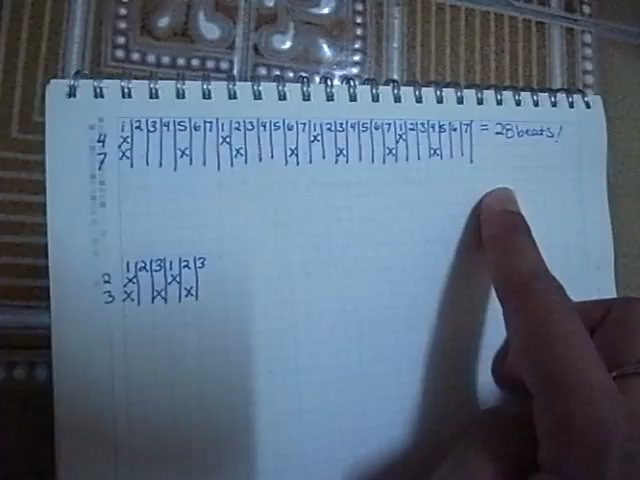 1 2 3 4 5 6 7 1 2 3 4 5 6 7 1 2 3 4 5 6 7 1 2 3 4 5 6 7 = 28 beats!
4 x x x x
7 x x x x x x x
1 2 3 1 2 3
2 x x
3 x x x